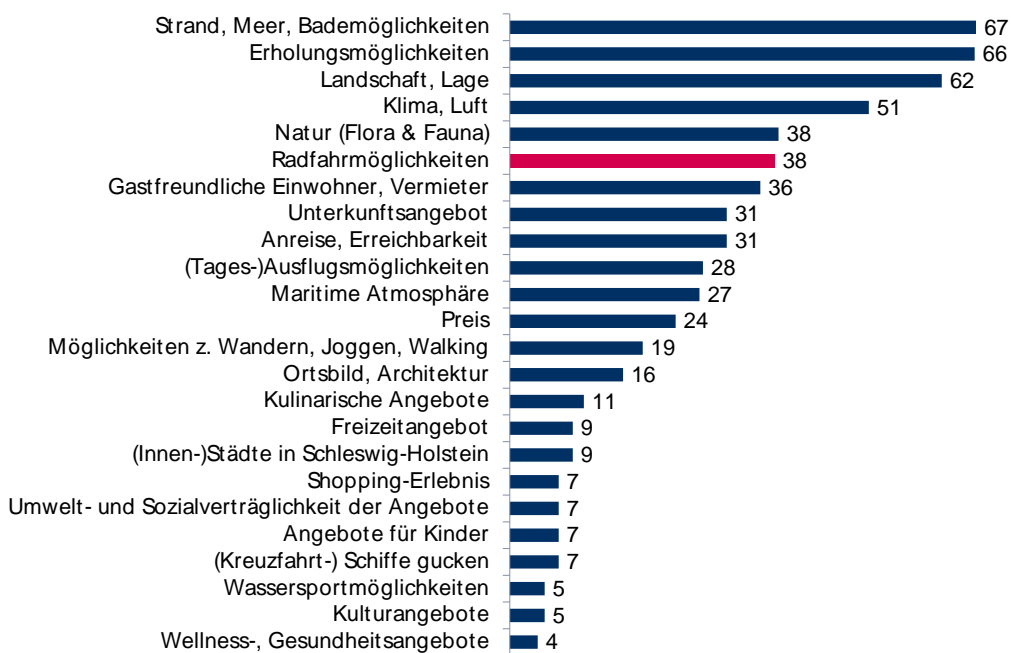 Strand, Meer, Bademöglichkeiten 67
Erholungsmöglichkeiten 66
Landschaft, Lage 62
Klima, Luft 51
Natur (Flora & Fauna) 38
Radfahrmöglichkeiten 38
Gastfreundliche Einwohner, Vermieter 36
Unterkunftsangebot 31
Anreise, Erreichbarkeit 31
(Tages-)Ausflugsmöglichkeiten 28
Maritime Atmosphäre 27
Preis 24
Möglichkeiten z. Wandern, Joggen, Walking 19
Ortsbild, Architektur 16
Kulinarische Angebote 11
Freizeitangebot 9
(Innen-)Städte in Schleswig-Holstein 9
Shopping-Erlebnis 7
Umwelt- und Sozialverträglichkeit der Angebote 7
Angebote für Kinder 7
(Kreuzfahrt-) Schiffe gucken 7
Wassersportmöglichkeiten 5
Kulturangebote 5
Wellness-, Gesundheitsangebote 4